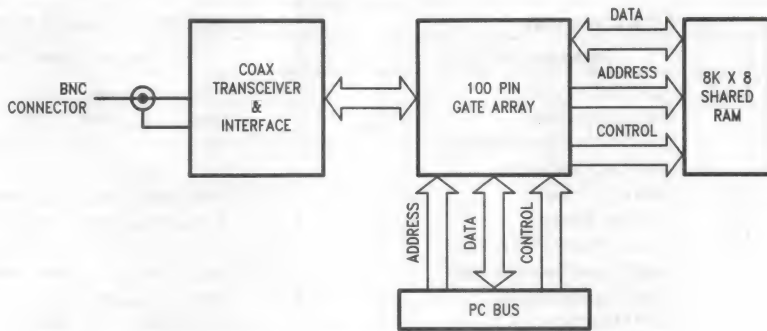 BNC
CONNECTOR
COAX
TRANSCEIVER
&
INTERFACE
100 PIN
GATE ARRAY
DATA
ADDRESS
CONTROL
8K X 8
SHARED
RAM
ADDRESS
DATA
CONTROL
PC BUS